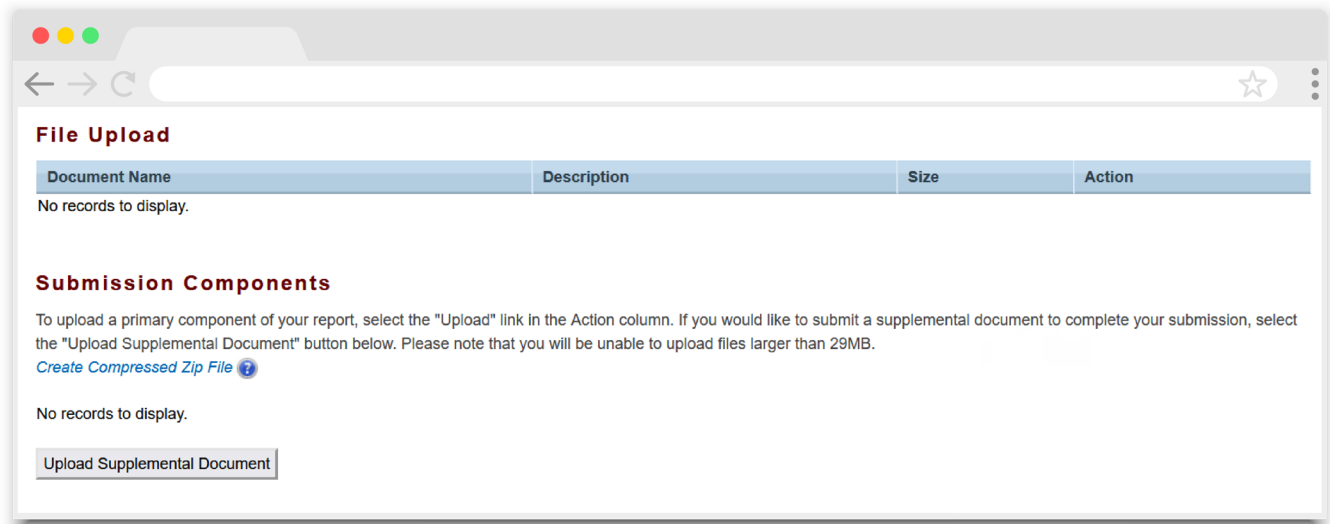 File Upload
Document Name Description Size Action
No records to display.
Submission Components
To upload a primary component of your report, select the "Upload" link in the Action column. If you would like to submit a supplemental document to complete your submission, select
the "Upload Supplemental Document" button below. Please note that you will be unable to upload files larger than 29MB.
Create Compressed Zip File ?
No records to display.
Upload Supplemental Document